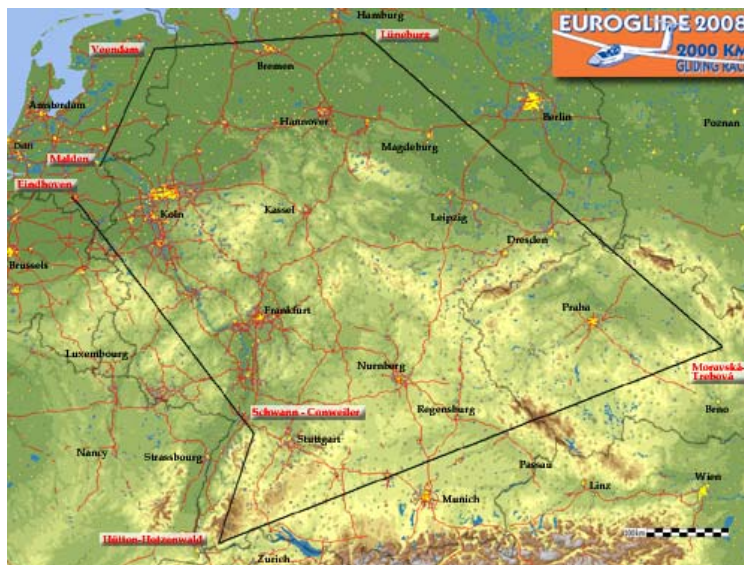 EUROGLIDE 2008
2000 KM
GLIDING RACE
Hamburg
Lüneburg
Veendam
Bremen
Amsterdam
Hannover
Berlin
Poznan
Magdeburg
Malden
Eindhoven
Koln
Kassel
Leipzig
Dresden
Brussels
Frankfurt
Praha
Luxembourg
Nurnberg
Moravská-
Trebová
Schwann - Conweiler
Regensburg
Brno
Stuttgart
Nancy
Strassbourg
Passau
Linz
Wien
Munich
Hütten-Hotzenwald
100km
Zurich